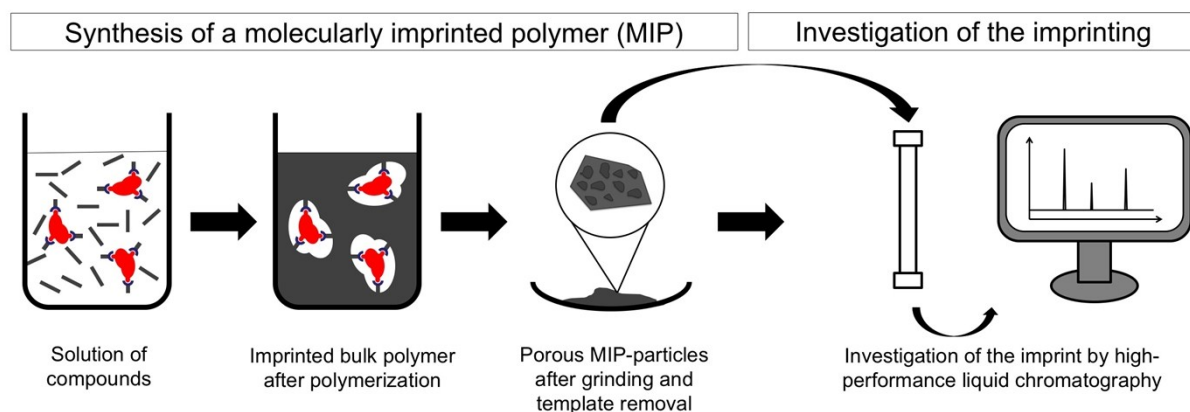 Synthesis of a molecularly imprinted polymer (MIP)
Investigation of the imprinting
Solution of
compounds
Imprinted bulk polymer
after polymerization
Porous MIP-particles
after grinding and
template removal
Investigation of the imprint by high-
performance liquid chromatography